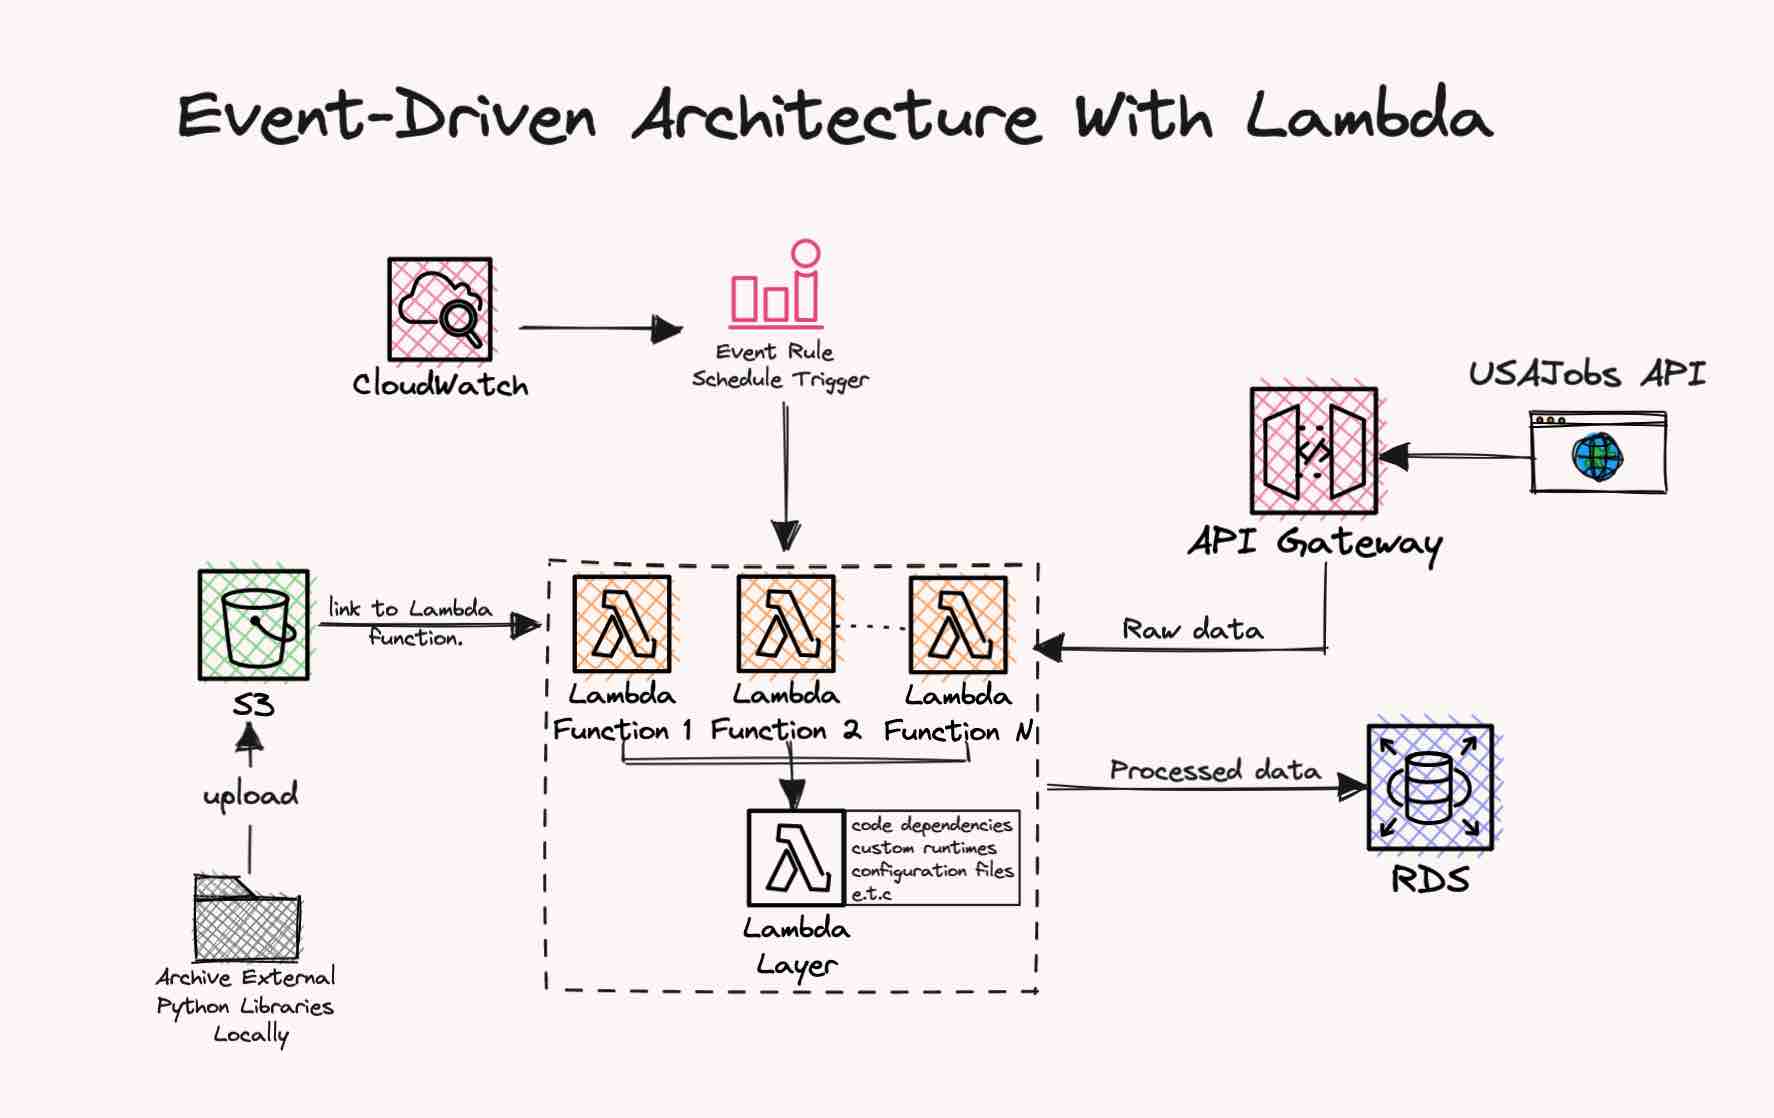 Event-Driven Architecture With Lambda
CloudWatch
Event Rule
Schedule Trigger
USAJobs API
API Gateway
link to Lambda
function.
S3
upload
Archive External
Python Libraries
Locally
Lambda
Function 1
Lambda
Function 2
Lambda
Function N
Raw data
Processed data
RDS
code dependencies
custom runtimes
configuration files
e.t.c
Lambda
Layer